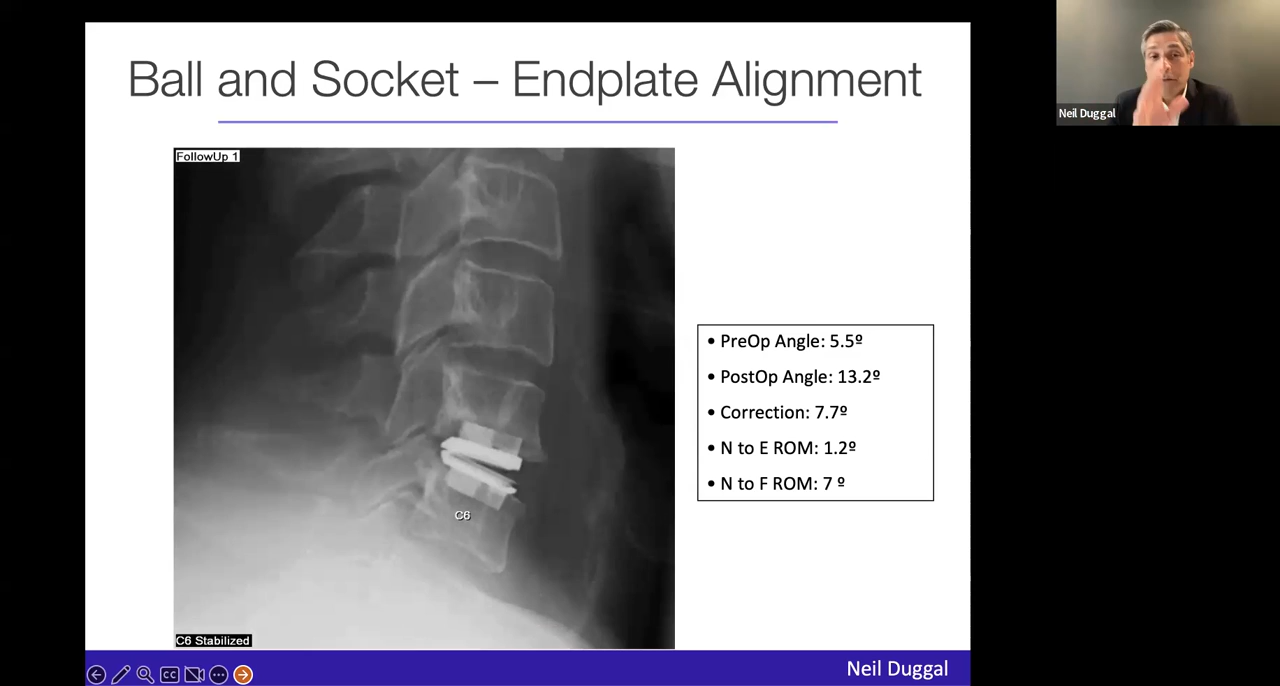 Ball and Socket – Endplate Alignment
Neil Duggal
FollowUp 1
• PreOp Angle: 5.5º
• PostOp Angle: 13.2º
• Correction: 7.7º
• N to E ROM: 1.2º
• N to F ROM: 7 º
C6
C6 Stabilized
CC
Neil Duggal